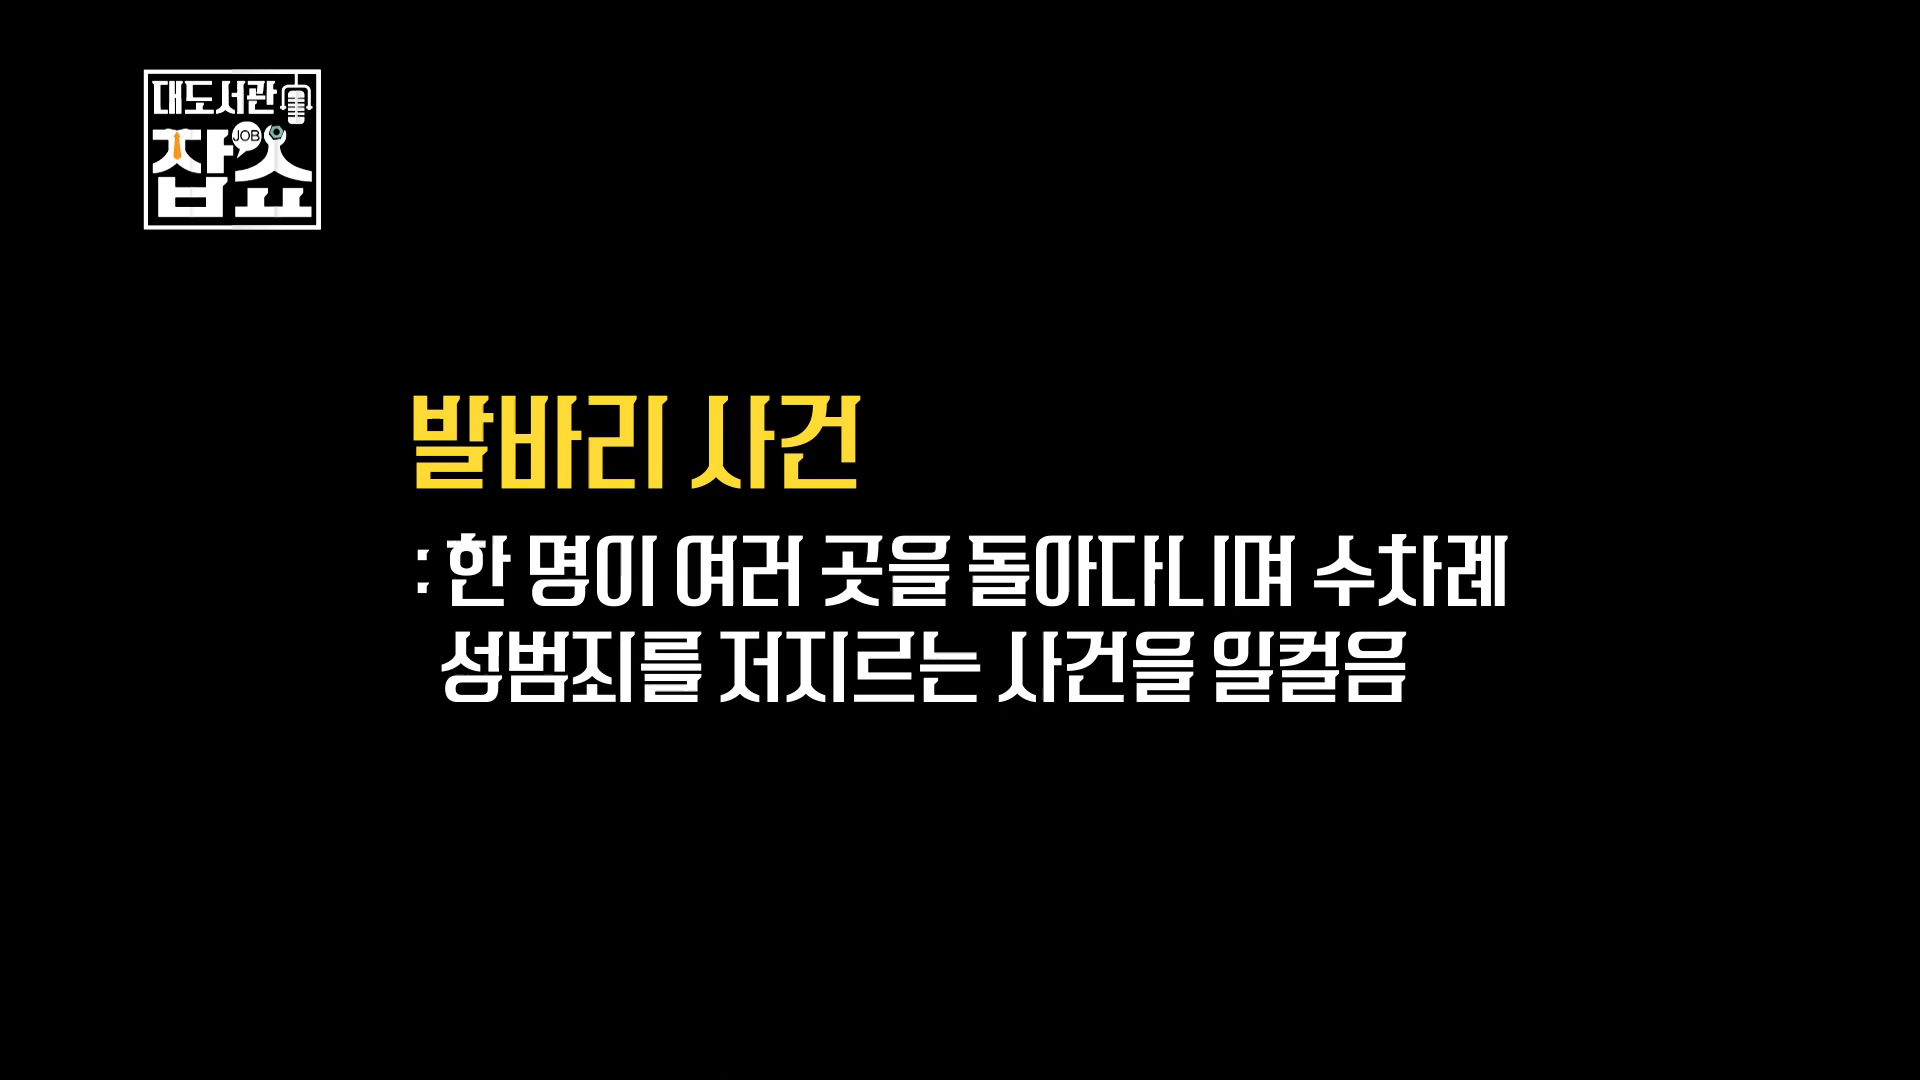 대도서관
잡쇼
JOB
발바리 사건
: 한 명이 여러 곳을 돌아다니며 수차례
성범죄를 저지르는 사건을 일컬음